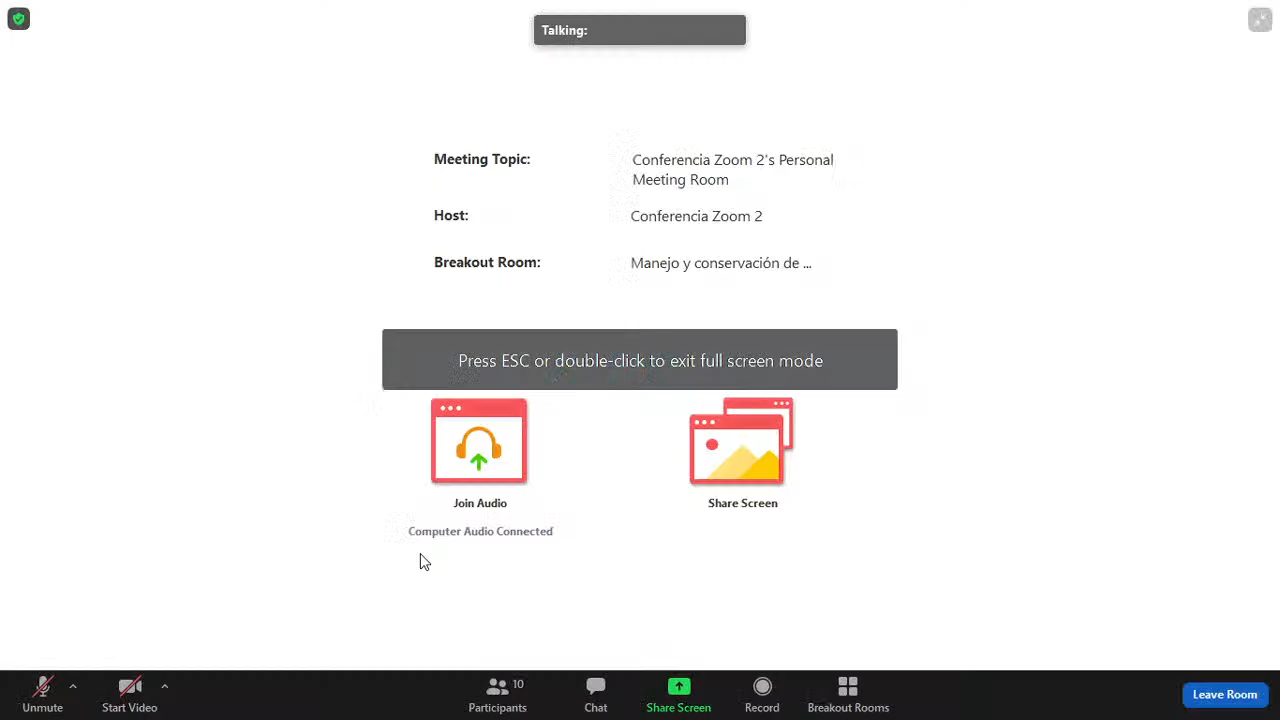 Talking:
Meeting Topic:
Conferencia Zoom 2's Personal
Meeting Room
Host:
Conferencia Zoom 2
Breakout Room:
Manejo y conservación de ...
Press ESC or double-click to exit full screen mode
Join Audio
Share Screen
Computer Audio Connected
Unmute
Start Video
10
Participants
Chat
Share Screen
Record
Breakout Rooms
Leave Room